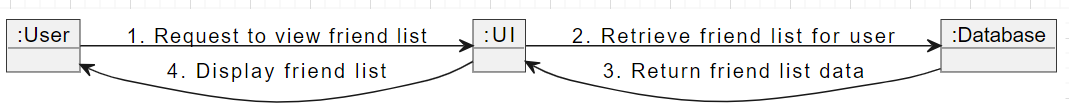 :User
1. Request to view friend list
:UI
2. Retrieve friend list for user
:Database
4. Display friend list
3. Return friend list data